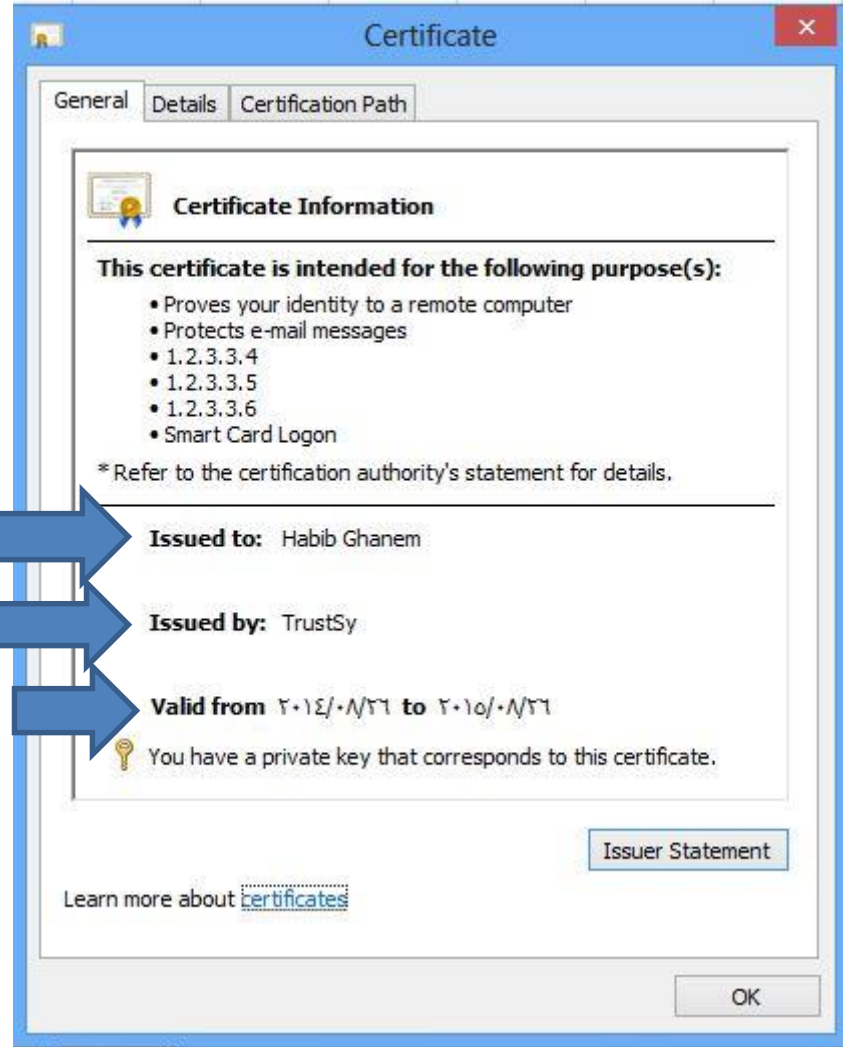 Certificate
General Details Certification Path
Certificate Information
This certificate is intended for the following purpose(s):
• Proves your identity to a remote computer
• Protects e-mail messages
• 1.2.3.3.4
• 1.2.3.3.5
• 1.2.3.3.6
• Smart Card Logon
* Refer to the certification authority's statement for details.
Issued to: Habib Ghanem
Issued by: TrustSy
Valid from ٢٠١٤/٠٨/٢٦ to ٢٠١٥/٠٨/٢٦
You have a private key that corresponds to this certificate.
Issuer Statement
Learn more about certificates
OK